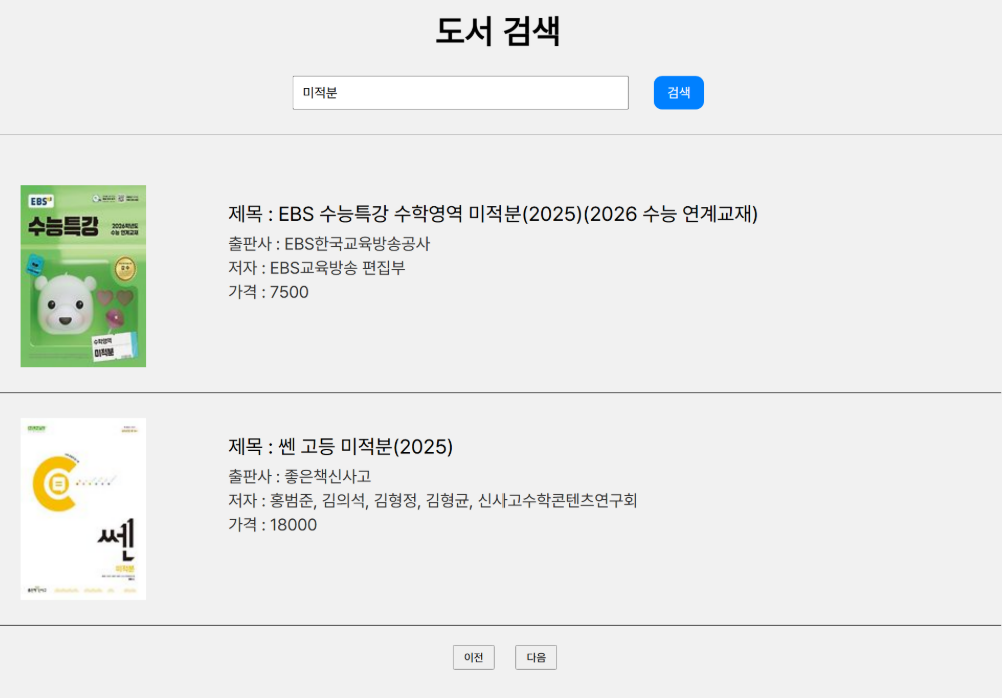 도서 검색
미적분
검색
EBS
수능특강
2026학년도
수능 연계교재
수학영역
미적분
제목 : EBS 수능특강 수학영역 미적분(2025)(2026 수능 연계교재)
출판사 : EBS한국교육방송공사
저자 : EBS교육방송 편집부
가격 : 7500
쎈
미적분
제목 : 쎈 고등 미적분(2025)
출판사 : 좋은책신사고
저자 : 홍범준, 김의석, 김형정, 김형균, 신사고수학콘텐츠연구회
가격 : 18000
이전
다음